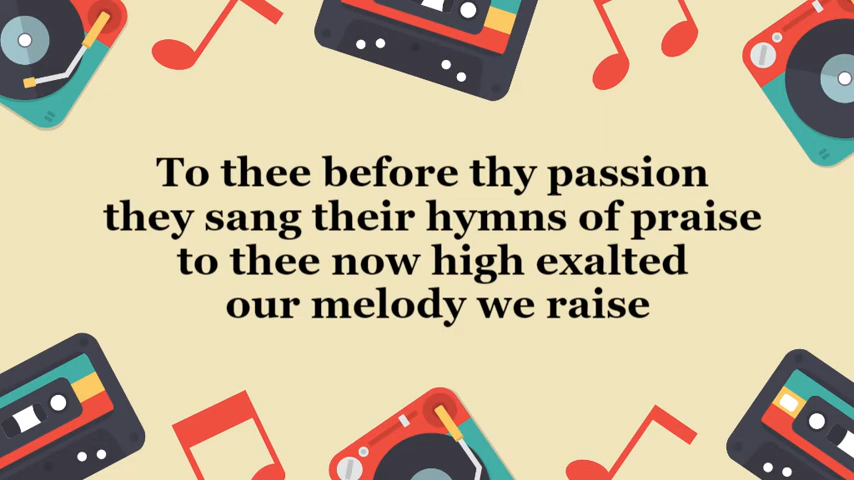 To thee before thy passion
they sang their hymns of praise
to thee now high exalted
our melody we raise